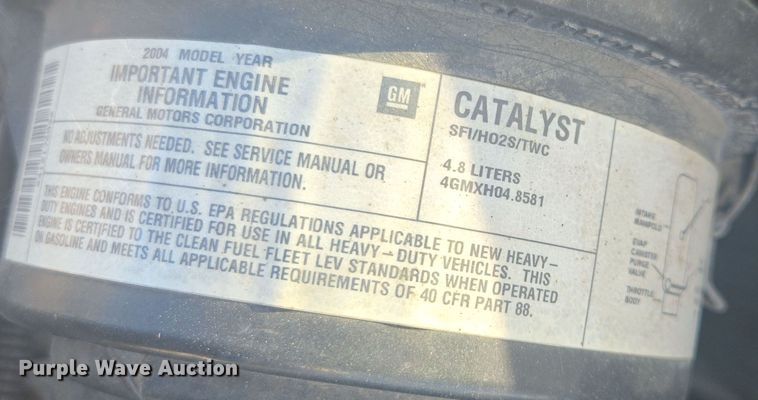 2004 MODEL YEAR
IMPORTANT ENGINE
INFORMATION
GENERAL MOTORS CORPORATION
GM
CATALYST
SFI/HO2S/TWC
4.8 LITERS
4GMXH04.8581
NO ADJUSTMENTS NEEDED. SEE SERVICE MANUAL OR
OWNERS MANUAL FOR MORE INFORMATION.
THIS ENGINE CONFORMS TO U.S. EPA REGULATIONS APPLICABLE TO NEW HEAVY-
DUTY ENGINES AND IS CERTIFIED FOR USE IN ALL HEAVY-DUTY VEHICLES. THIS
ENGINE IS CERTIFIED TO THE CLEAN FUEL FLEET LEV STANDARDS WHEN OPERATED
ON GASOLINE AND MEETS ALL APPLICABLE REQUIREMENTS OF 40 CFR PART 88.
INTAKE
MANIFOLD
EVAP
CANISTER
PURGE
VALVE
THROTTLE
BODY
Purple Wave Auction